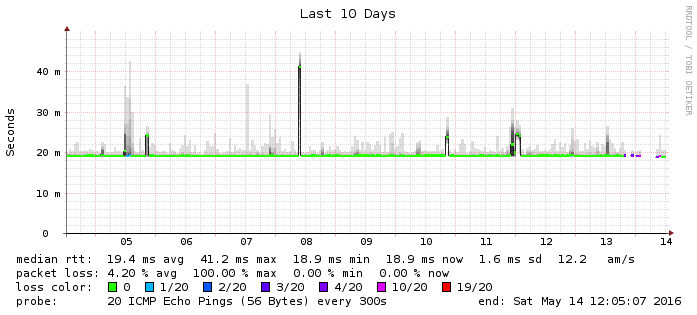 Last 10 Days
RRDTOOL / TOBI OETIKER
Seconds
40 m
30 m
20 m
10 m
0
05 06 07 08 09 10 11 12 13 14
median rtt: 19.4 ms avg 41.2 ms max 18.9 ms min 18.9 ms now 1.6 ms sd 12.2 am/s
packet loss: 4.20 % avg 100.00 % max 0.00 % min 0.00 % now
loss color: 0 1/20 2/20 3/20 4/20 10/20 19/20
probe: 20 ICMP Echo Pings (56 Bytes) every 300s end: Sat May 14 12:05:07 2016